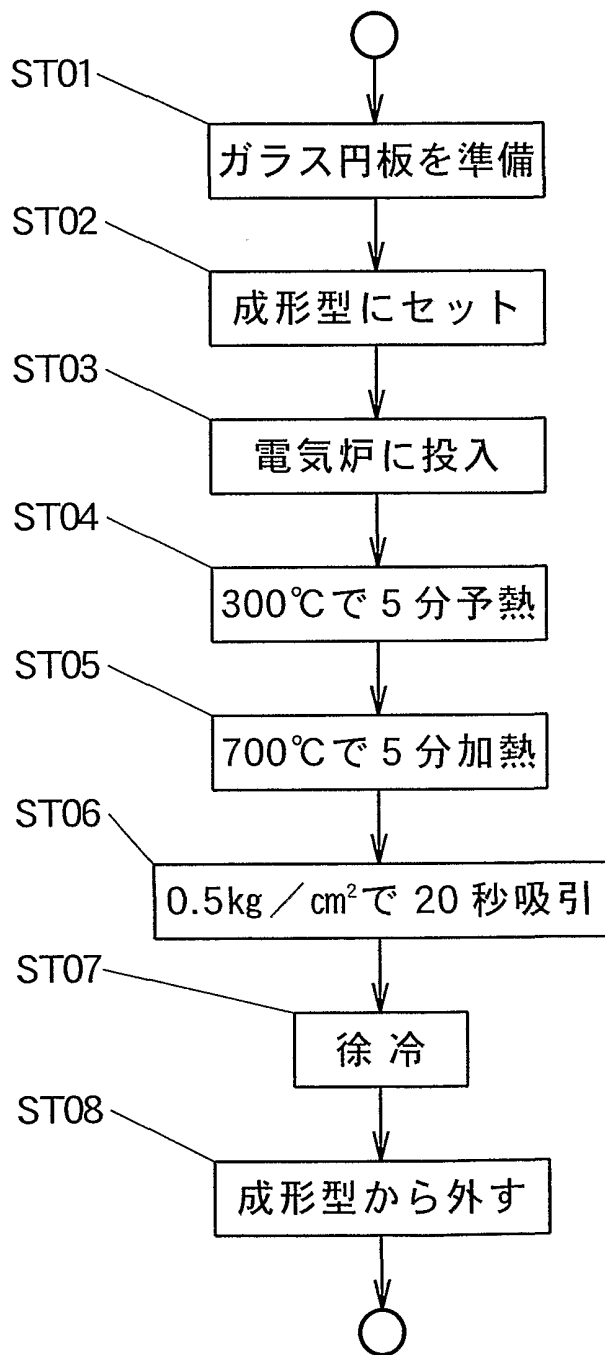 ST01
ガラス円板を準備
ST02
成形型にセット
ST03
電気炉に投入
ST04
300℃で5分予熱
ST05
700℃で5分加熱
ST06
0.5kg／cm²で20秒吸引
ST07
徐冷
ST08
成形型から外す